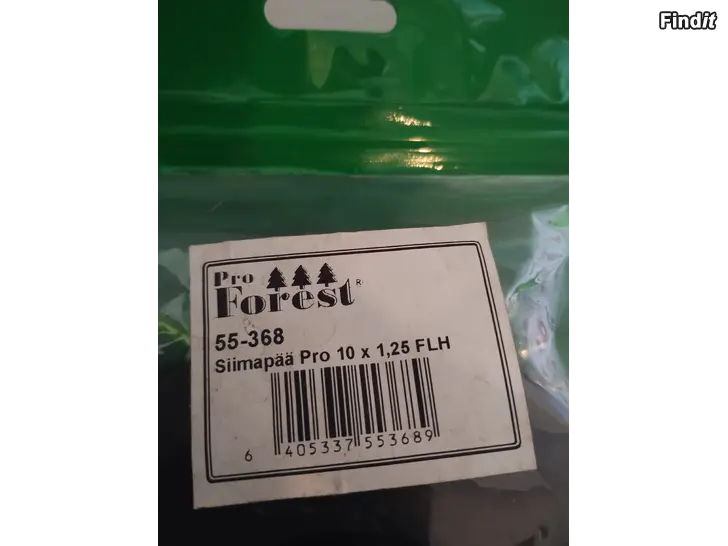 Findit
Pro
Forest®
55-368
Siimapää Pro 10 x 1,25 FLH
6 405337 553689